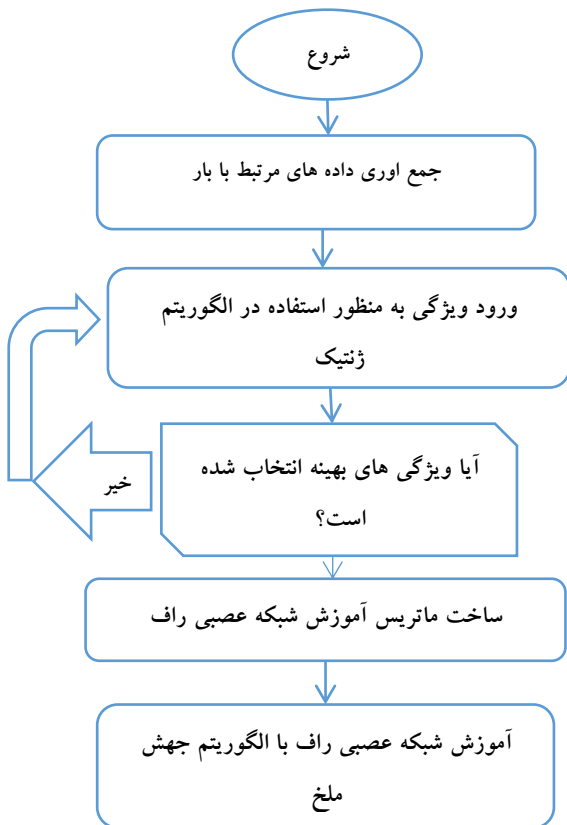 شروع
جمع اوری داده های مرتبط با بار
ورود ویژگی به منظور استفاده در الگوریتم
ژنتیک
آیا ویژگی های بهینه انتخاب شده
است؟
خیر
ساخت ماتریس آموزش شبکه عصبی راف
آموزش شبکه عصبی راف با الگوریتم جهش
ملخ